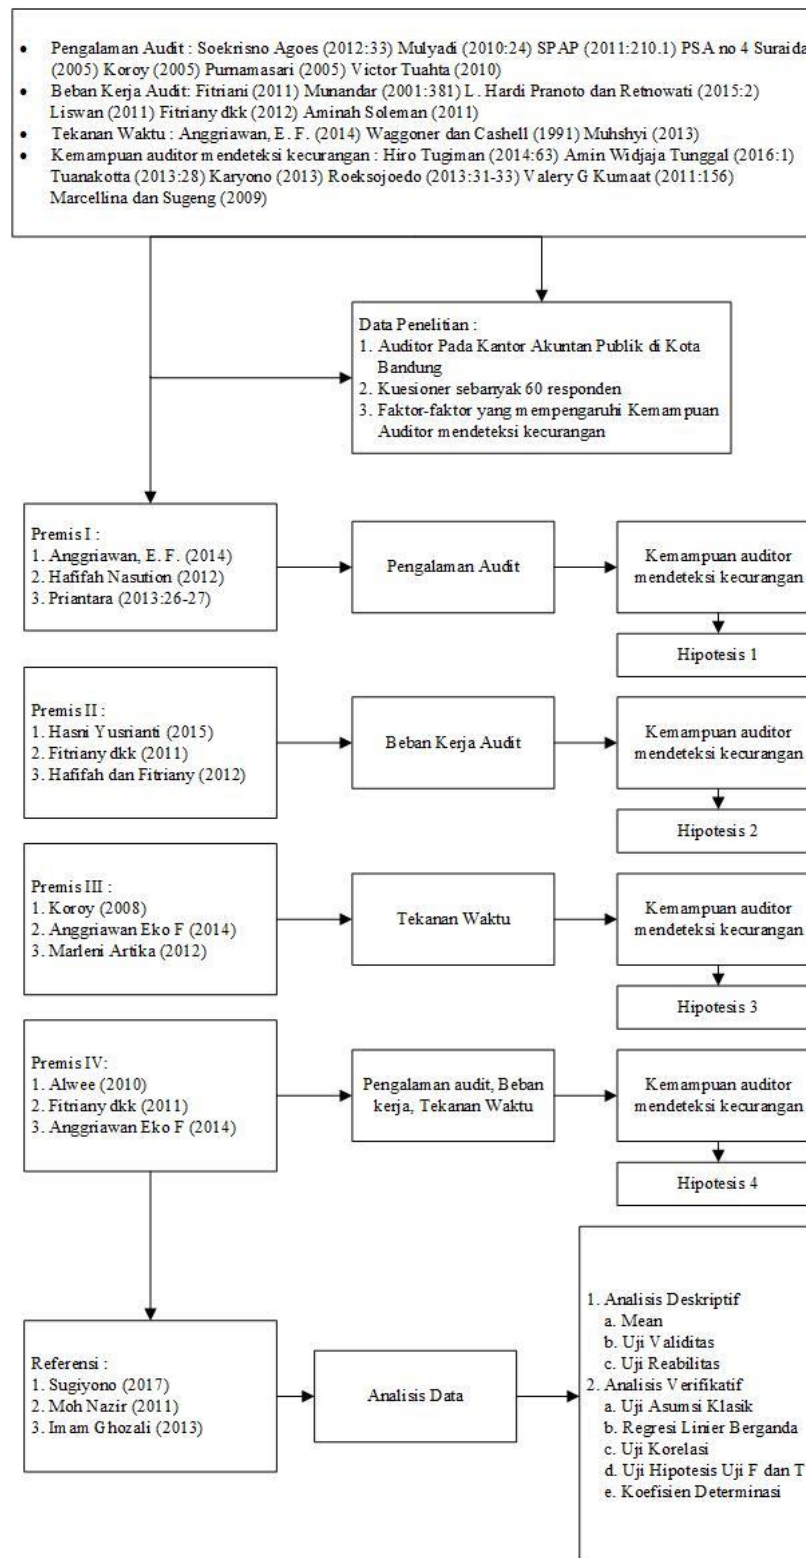 • Pengalaman Audit : Soekrisno Agoes (2012:33) Mulyadi (2010:24) SPAP (2011:210.1) PSA no 4 Suraida
(2005) Koroy (2005) Purnamasari (2005) Victor Tuahta (2010)
• Beban Kerja Audit: Fitriani (2011) Munandar (2001:381) L . Hardi Pranoto dan Retnowati (2015:2)
Liswan (2011) Fitriany dkk (2012) Aminah Soleman (2011)
• Tekanan Waktu : Anggriawan, E. F. (2014) Waggoner dan Cashell (1991) Muhshyi (2013)
• Kemampuan auditor mendeteksi kecurangan : Hiro Tugiman (2014:63) Amin Widjaja Tunggal (2016:1)
Tuanakotta (2013:28) Karyono (2013) Roeksojoedo (2013:31-33) Valery G Kumaat (2011:156)
Marcellina dan Sugeng (2009)
Data Penelitian :
1. Auditor Pada Kantor Akuntan Publik di Kota
Bandung
2. Kuesioner sebanyak 60 responden
3. Faktor-faktor yang mempengaruhi Kemampuan
Auditor mendeteksi kecurangan
Premis I :
1. Anggriawan, E. F. (2014)
2. Hafifah Nasution (2012)
3. Priantara (2013:26-27)
Pengalaman Audit
Kemampuan auditor
mendeteksi kecurangan
Hipotesis 1
Premis II :
1. Hasni Yusrianti (2015)
2. Fitriany dkk (2011)
3. Hafifah dan Fitriany (2012)
Beban Kerja Audit
Kemampuan auditor
mendeteksi kecurangan
Hipotesis 2
Premis III :
1. Koroy (2008)
2. Anggriawan Eko F (2014)
3. Marleni Artika (2012)
Tekanan Waktu
Kemampuan auditor
mendeteksi kecurangan
Hipotesis 3
Premis IV:
1. Alwee (2010)
2. Fitriany dkk (2011)
3. Anggriawan Eko F (2014)
Pengalaman audit, Beban
kerja, Tekanan Waktu
Kemampuan auditor
mendeteksi kecurangan
Hipotesis 4
Referensi :
1. Sugiyono (2017)
2. Moh Nazir (2011)
3. Imam Ghozali (2013)
Analisis Data
1. Analisis Deskriptif
a. Mean
b. Uji Validitas
c. Uji Reabilitas
2. Analisis Verifikatif
a. Uji Asumsi Klasik
b. Regresi Linier Berganda
c. Uji Korelasi
d. Uji Hipotesis Uji F dan T
e. Koefisien Determinasi